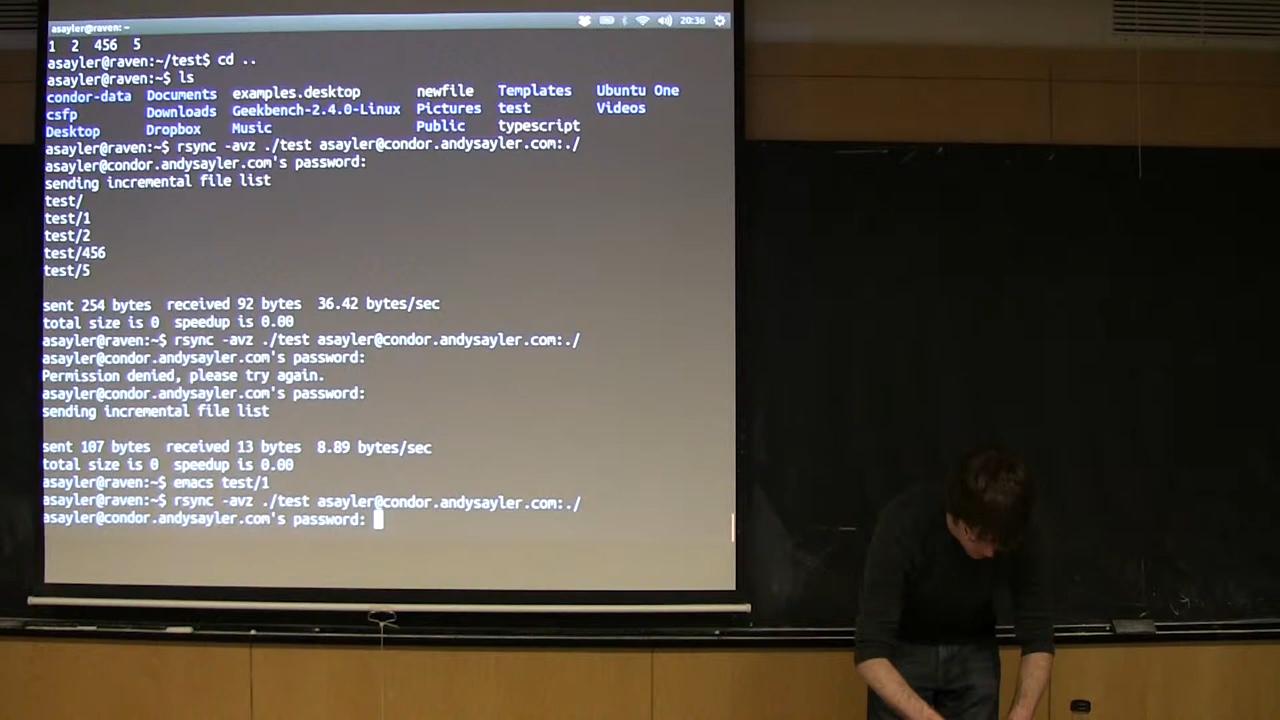 asayler@raven: ~
20:36
1 2 456 5
asayler@raven:~/test$ cd ..
asayler@raven:~$ ls
condor-data Documents examples.desktop newfile Templates Ubuntu One
csfp Downloads Geekbench-2.4.0-Linux Pictures test Videos
Desktop Dropbox Music Public typescript
asayler@raven:~$ rsync -avz ./test asayler@condor.andysayler.com:./
asayler@condor.andysayler.com's password:
sending incremental file list
test/
test/1
test/2
test/456
test/5
sent 254 bytes received 92 bytes 36.42 bytes/sec
total size is 0 speedup is 0.00
asayler@raven:~$ rsync -avz ./test asayler@condor.andysayler.com:./
asayler@condor.andysayler.com's password:
Permission denied, please try again.
asayler@condor.andysayler.com's password:
sending incremental file list
sent 107 bytes received 13 bytes 8.89 bytes/sec
total size is 0 speedup is 0.00
asayler@raven:~$ emacs test/1
asayler@raven:~$ rsync -avz ./test asayler@condor.andysayler.com:./
asayler@condor.andysayler.com's password: